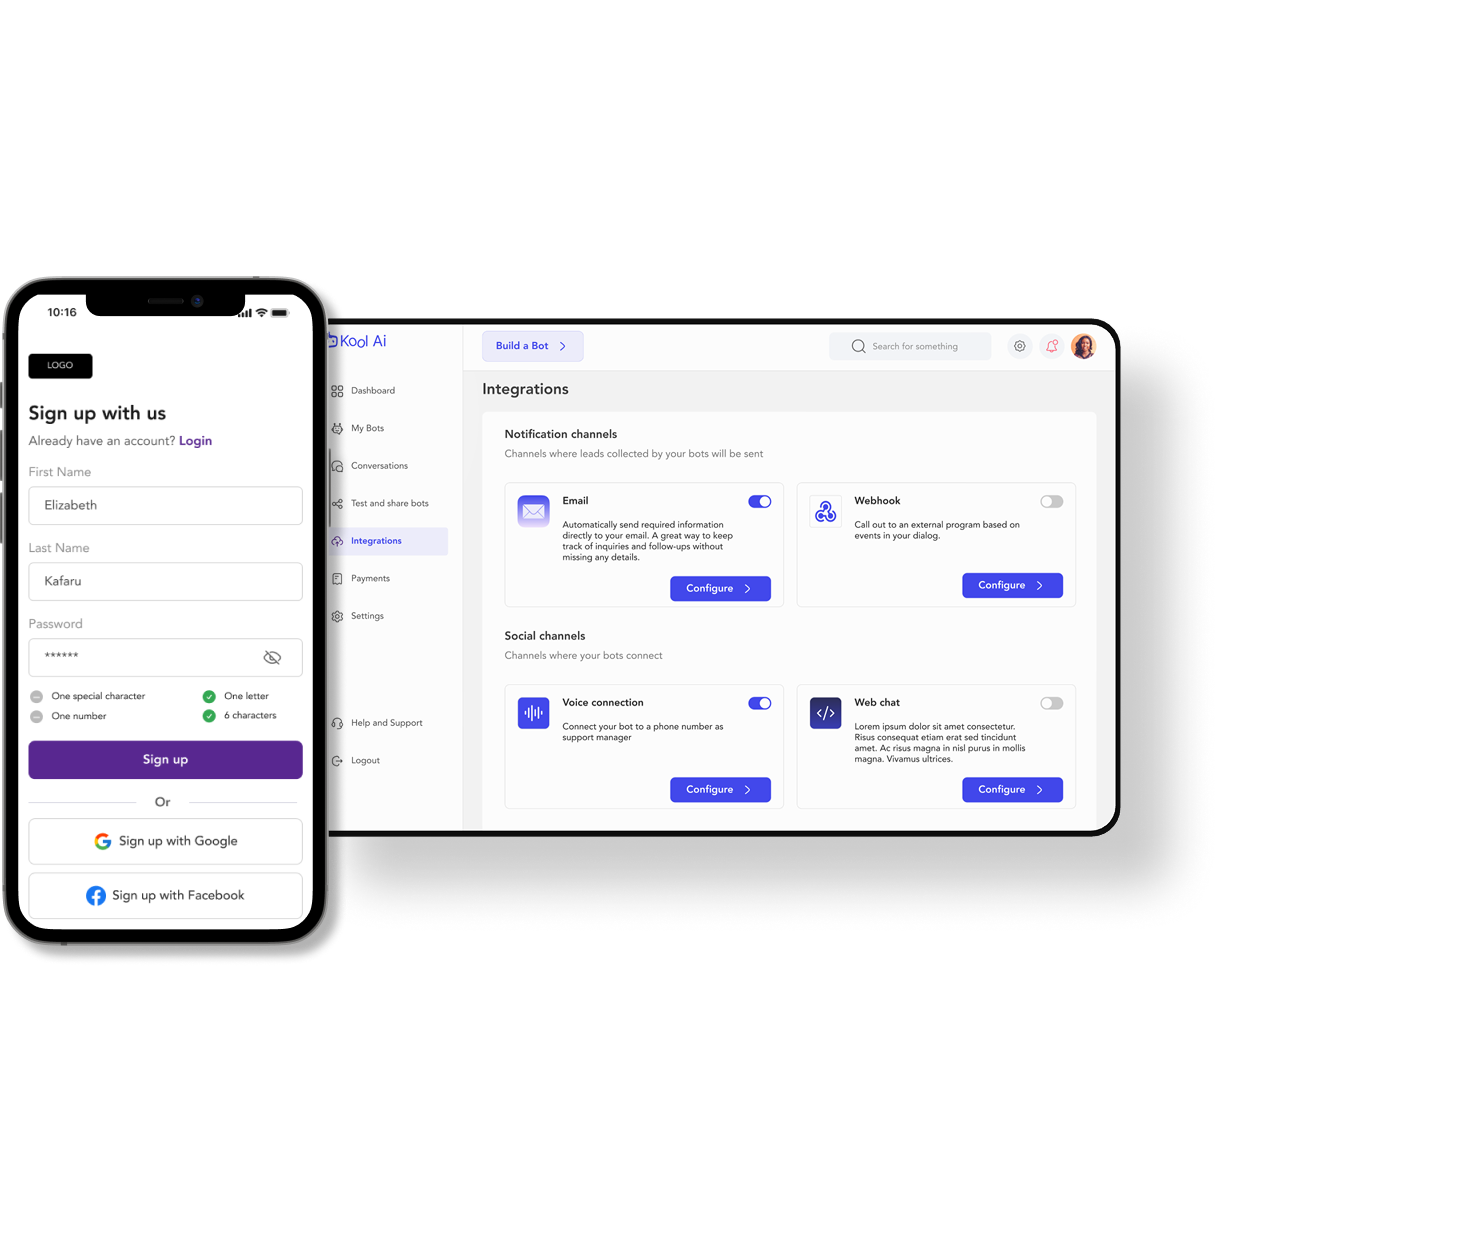 10:16
LOGO
Sign up with us
Already have an account? Login
First Name
Elizabeth
Last Name
Kafaru
Password
******
One special character
One letter
One number
6 characters
Sign up
Or
Sign up with Google
Sign up with Facebook
Kool Ai
Dashboard
My Bots
Conversations
Test and share bots
Integrations
Payments
Settings
Help and Support
Logout
Build a Bot
Search for something
Integrations
Notification channels
Channels where leads collected by your bots will be sent
Email
Automatically send required information
directly to your email. A great way to keep
track of inquiries and follow-ups without
missing any details.
Configure
Webhook
Call out to an external program based on
events in your dialog.
Configure
Social channels
Channels where your bots connect
Voice connection
Connect your bot to a phone number as
support manager
Configure
Web chat
Lorem ipsum dolor sit amet consectetur.
Risus consequat etiam erat sed tincidunt
amet. Ac risus magna in nisl purus in mollis
magna. Vivamus ultrices.
Configure